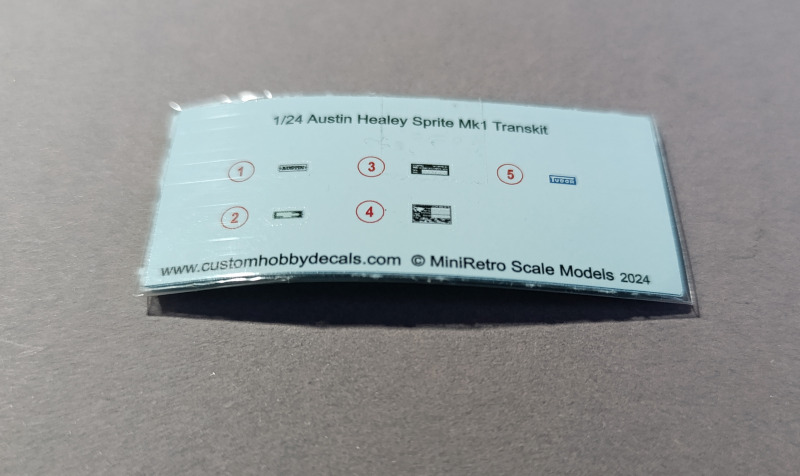 1/24 Austin Healey Sprite Mk1 Transkit
1 3 5
2 4
www.customhobbydecals.com © MiniRetro Scale Models 2024